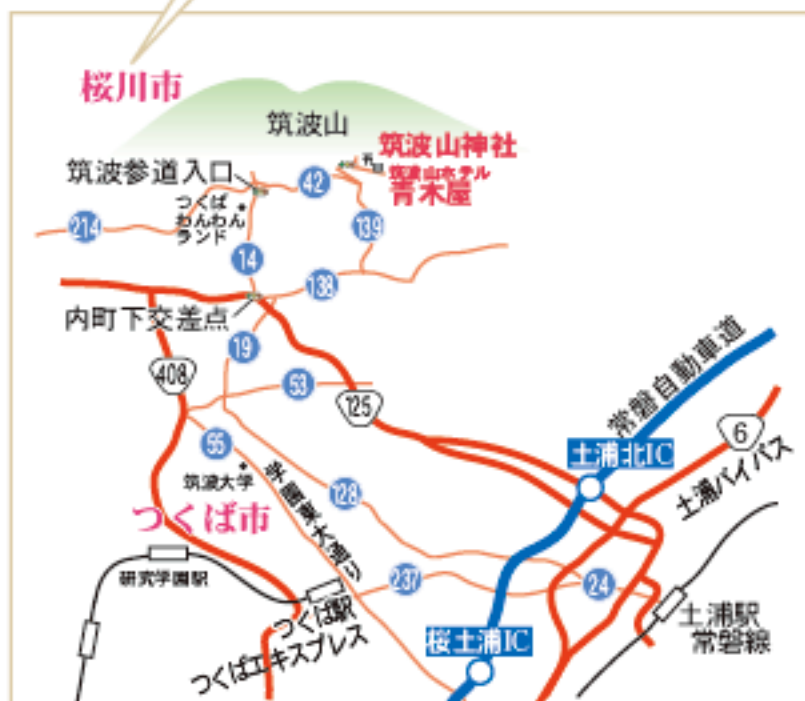 桜川市
筑波山
筑波山神社
筑波山ホテル
青木屋
筑波参道入口
つくば
わんわん
ランド
42
214
139
14
138
内町下交差点
19
408
53
125
常磐自動車道
6
55
土浦北IC
土浦バイパス
筑波大学
学園東大通り
128
つくば市
研究学園駅
237
24
つくば駅
つくばエキスプレス
桜土浦IC
土浦駅
常磐線